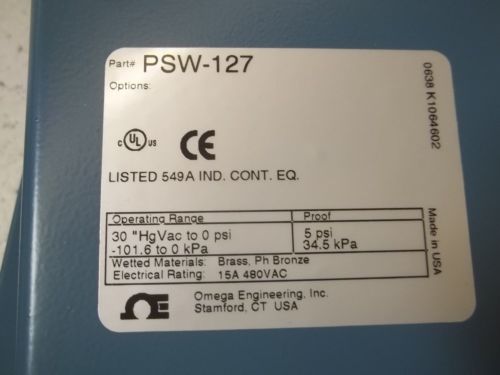 Part# PSW-127
Options:
C UL US CE
LISTED 549A IND. CONT. EQ.
0638 K1064602
Operating Range Proof
30 "HgVac to 0 psi 5 psi
-101.6 to 0 kPa 34.5 kPa
Wetted Materials: Brass, Ph Bronze
Electrical Rating: 15A 480VAC
Made in USA
Omega Engineering, Inc.
Stamford, CT USA